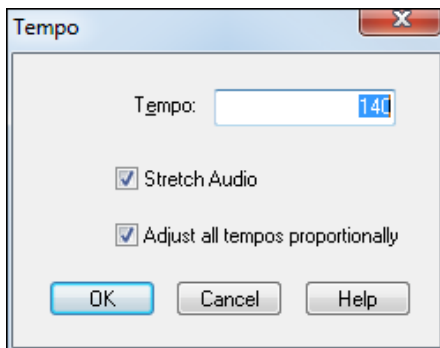 Tempo
Tempo: 140
Stretch Audio
Adjust all tempos proportionally
OK Cancel Help